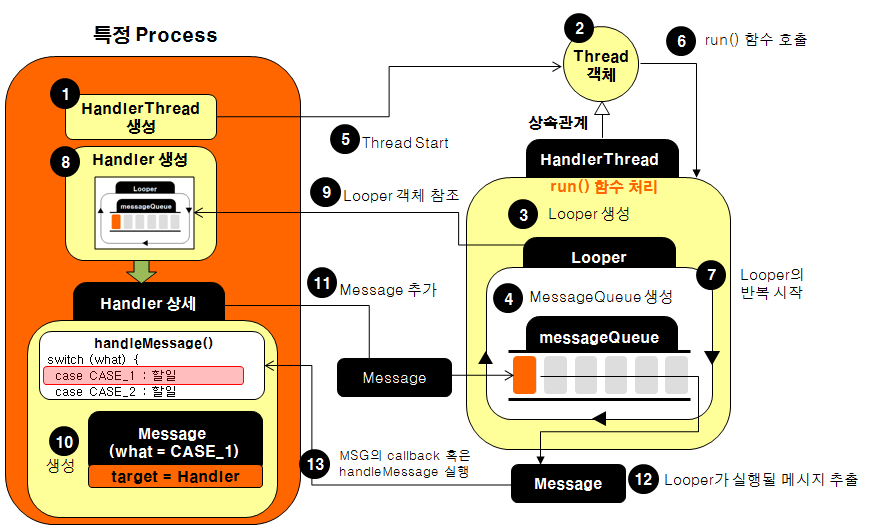 특정 Process
1
HandlerThread
생성
8
Handler 생성
Looper
messageQueue
Handler 상세
handleMessage()
switch (what) {
case CASE_1 : 할일
case CASE_2 : 할일
10
생성
Message
(what = CASE_1)
target = Handler
2
Thread
객체
6
run() 함수 호출
5
Thread Start
상속관계
HandlerThread
run() 함수 처리
9
Looper 객체 참조
3
Looper 생성
Looper
7
Looper의
반복 시작
4
MessageQueue 생성
messageQueue
11
Message 추가
Message
13
MSG의 callback 혹은
handleMessage 실행
Message
12
Looper가 실행될 메시지 추출